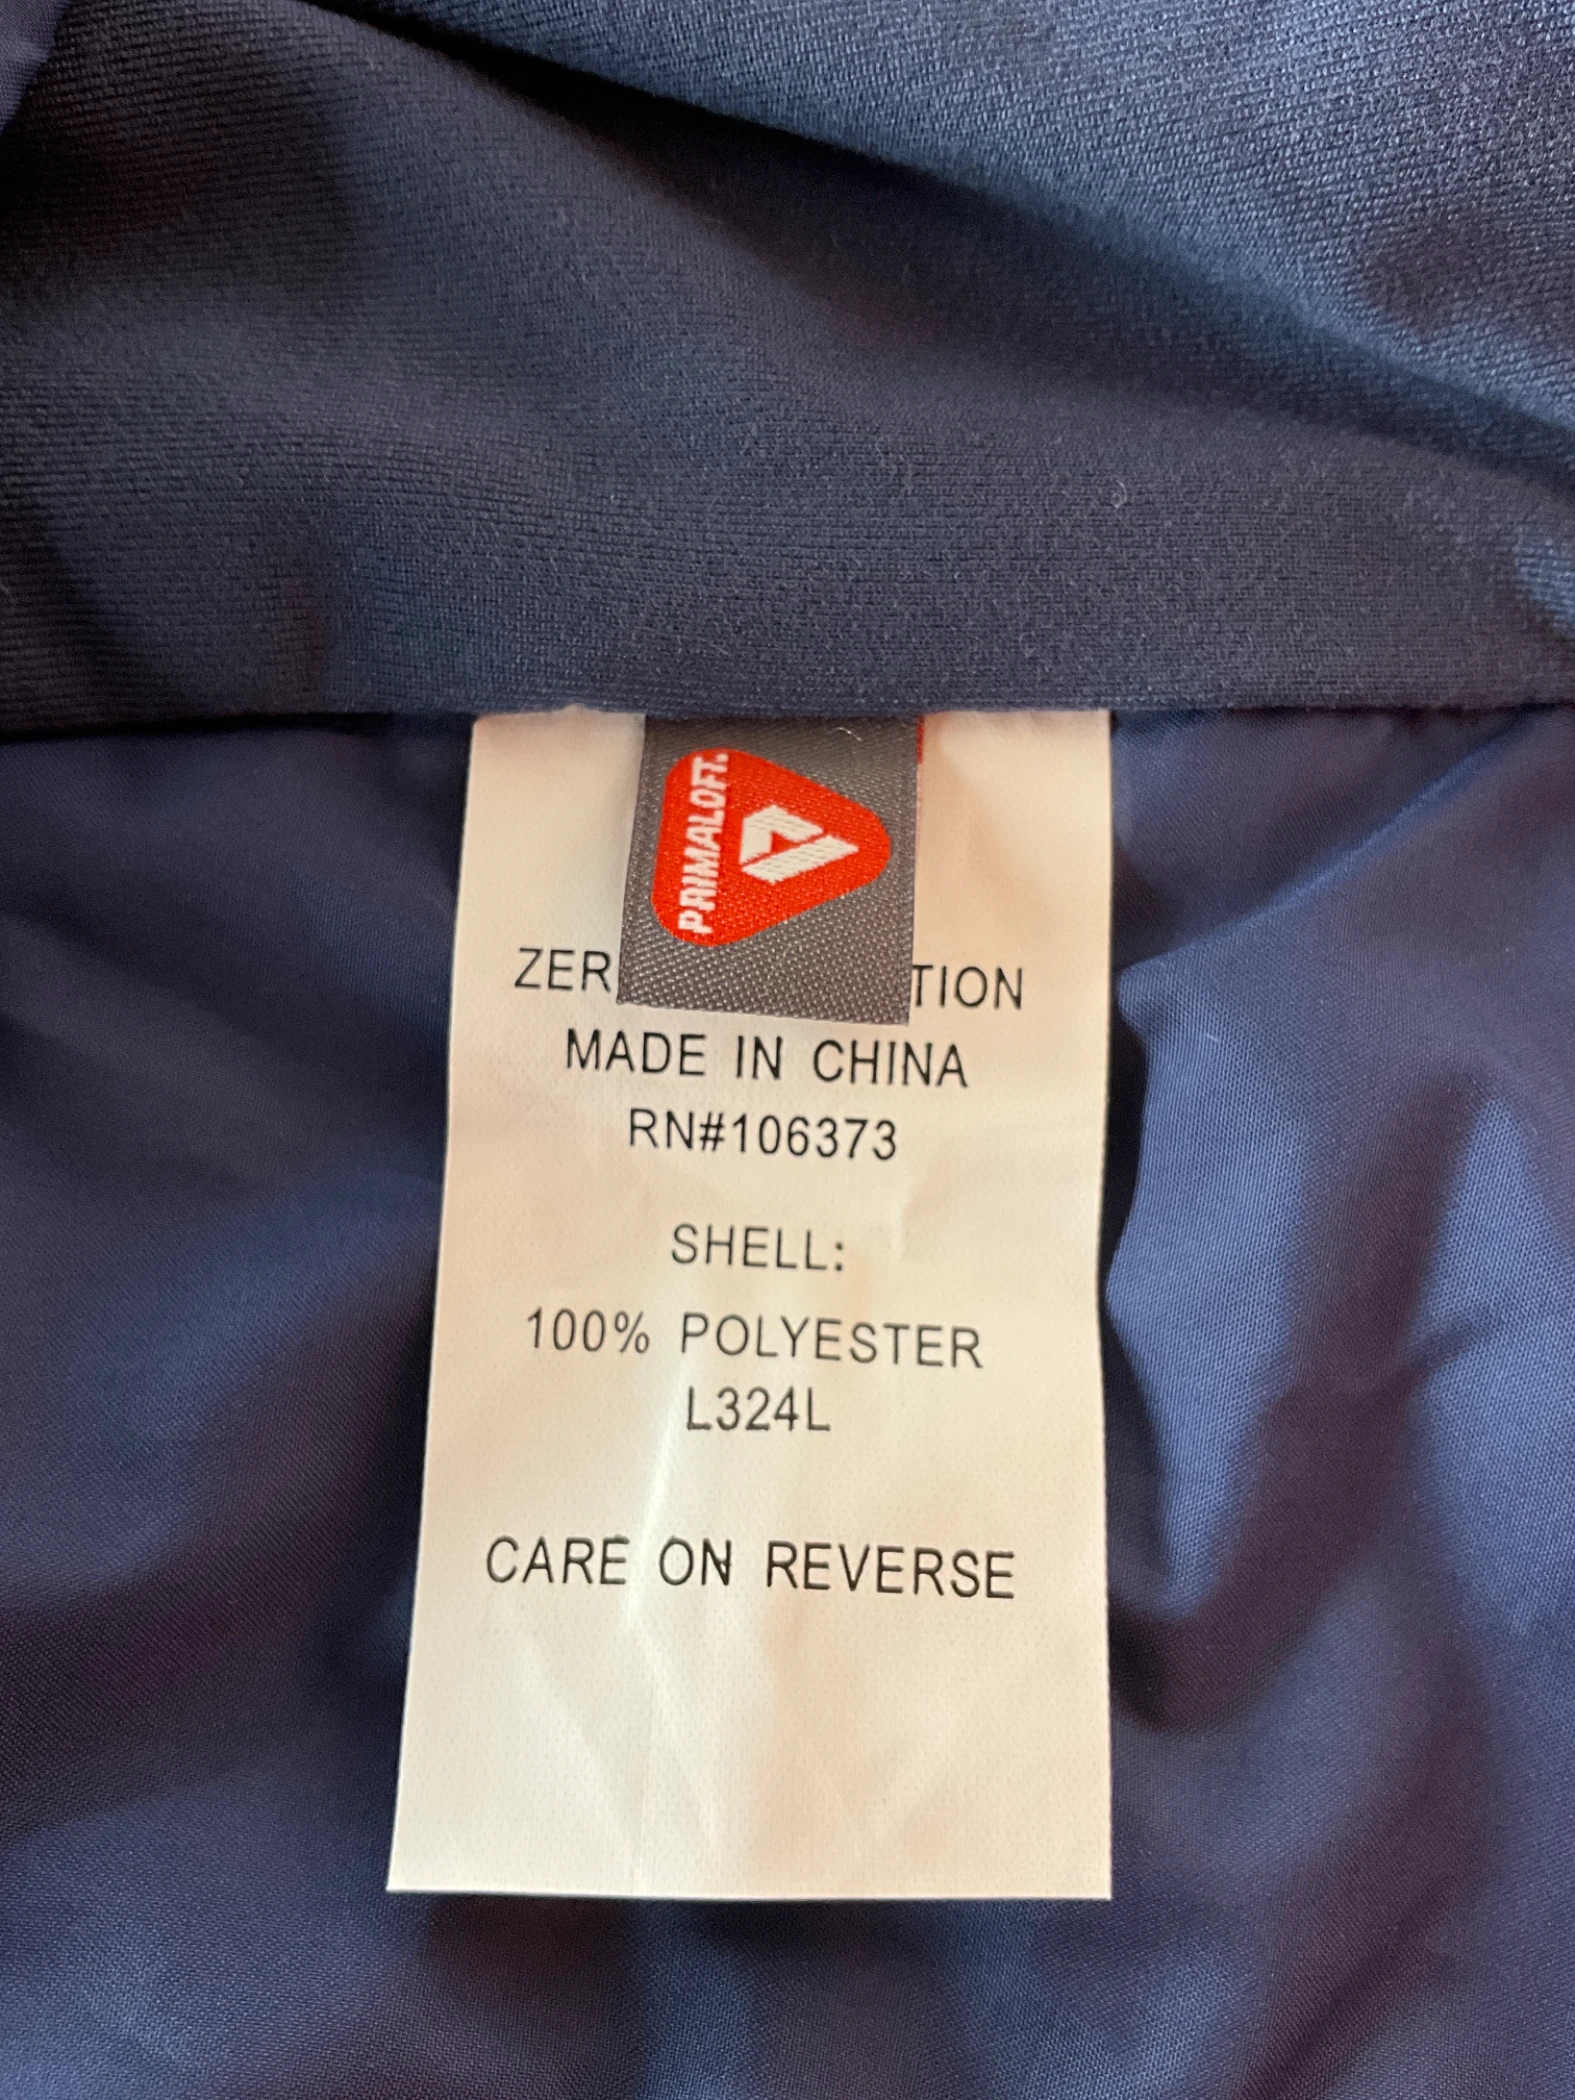 PRIMALOFT.
ZER TION
MADE IN CHINA
RN#106373
SHELL:
100% POLYESTER
L324L
CARE ON REVERSE